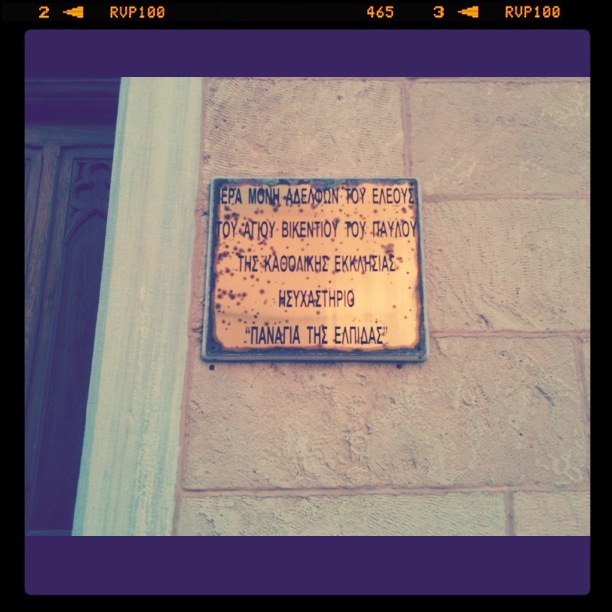 2 RVP100 465 3 RVP100
ΙΕΡΑ ΜΟΝΗ ΑΔΕΛΦΩΝ ΤΟΥ ΕΛΕΟΥΣ
ΤΟΥ ΑΓΙΟΥ ΒΙΚΕΝΤΙΟΥ ΤΟΥ ΠΑΥΛΟΥ
ΤΗΣ ΚΑΘΟΛΙΚΗΣ ΕΚΚΛΗΣΙΑΣ
ΗΣΥΧΑΣΤΗΡΙΟ
"ΠΑΝΑΓΙΑ ΤΗΣ ΕΛΠΙΔΑΣ"